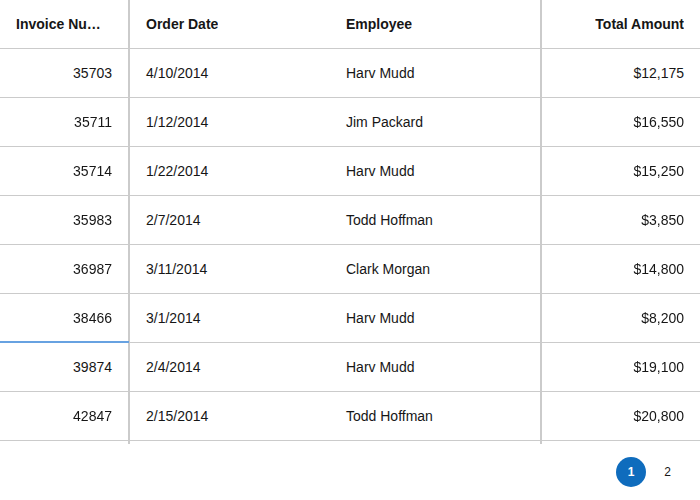 Invoice Nu… Order Date Employee Total Amount
35703 4/10/2014 Harv Mudd $12,175
35711 1/12/2014 Jim Packard $16,550
35714 1/22/2014 Harv Mudd $15,250
35983 2/7/2014 Todd Hoffman $3,850
36987 3/11/2014 Clark Morgan $14,800
38466 3/1/2014 Harv Mudd $8,200
39874 2/4/2014 Harv Mudd $19,100
42847 2/15/2014 Todd Hoffman $20,800
1 2